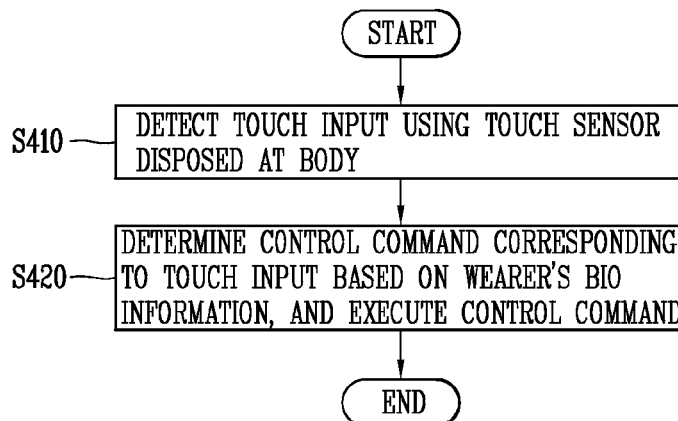 START
S410
DETECT TOUCH INPUT USING TOUCH SENSOR
DISPOSED AT BODY
S420
DETERMINE CONTROL COMMAND CORRESPONDING
TO TOUCH INPUT BASED ON WEARER'S BIO
INFORMATION, AND EXECUTE CONTROL COMMAND
END